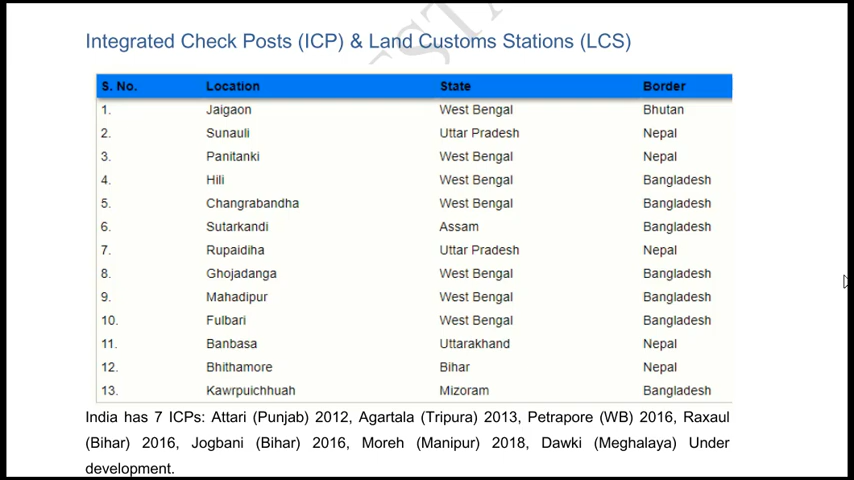 Integrated Check Posts (ICP) & Land Customs Stations (LCS)
S. No. Location State Border
1. Jaigaon West Bengal Bhutan
2. Sunauli Uttar Pradesh Nepal
3. Panitanki West Bengal Nepal
4. Hili West Bengal Bangladesh
5. Changrabandha West Bengal Bangladesh
6. Sutarkandi Assam Bangladesh
7. Rupaidiha Uttar Pradesh Nepal
8. Ghojadanga West Bengal Bangladesh
9. Mahadipur West Bengal Bangladesh
10. Fulbari West Bengal Bangladesh
11. Banbasa Uttarakhand Nepal
12. Bhithamore Bihar Nepal
13. Kawrpuichhuah Mizoram Bangladesh
India has 7 ICPs: Attari (Punjab) 2012, Agartala (Tripura) 2013, Petrapore (WB) 2016, Raxaul
(Bihar) 2016, Jogbani (Bihar) 2016, Moreh (Manipur) 2018, Dawki (Meghalaya) Under
development.